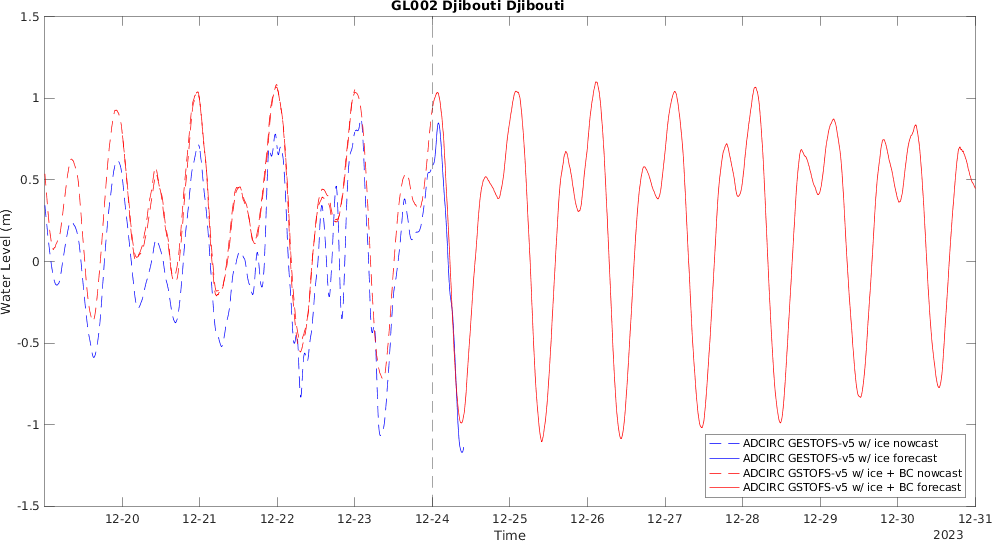 GL002 Djibouti Djibouti
Water Level (m)
1.5
1
0.5
0
-0.5
-1
-1.5
ADCIRC GESTOFS-v5 w/ ice nowcast
ADCIRC GESTOFS-v5 w/ ice forecast
ADCIRC GSTOFS-v5 w/ ice + BC nowcast
ADCIRC GSTOFS-v5 w/ ice + BC forecast
12-20 12-21 12-22 12-23 12-24 12-25 12-26 12-27 12-28 12-29 12-30 12-31
Time
2023